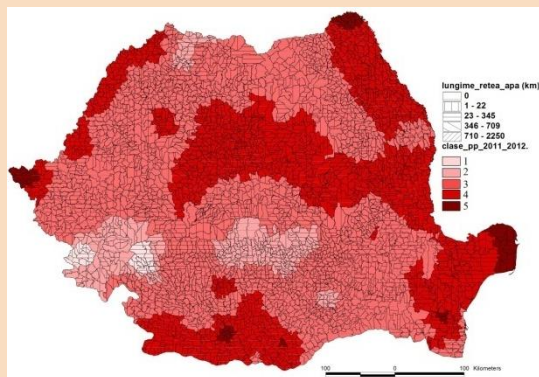 lungime_retea_apa (km)
0
1 - 22
23 - 345
346 - 709
710 - 2250
clase_pp_2011_2012.
1
2
3
4
5
100 0 100 Kilometers